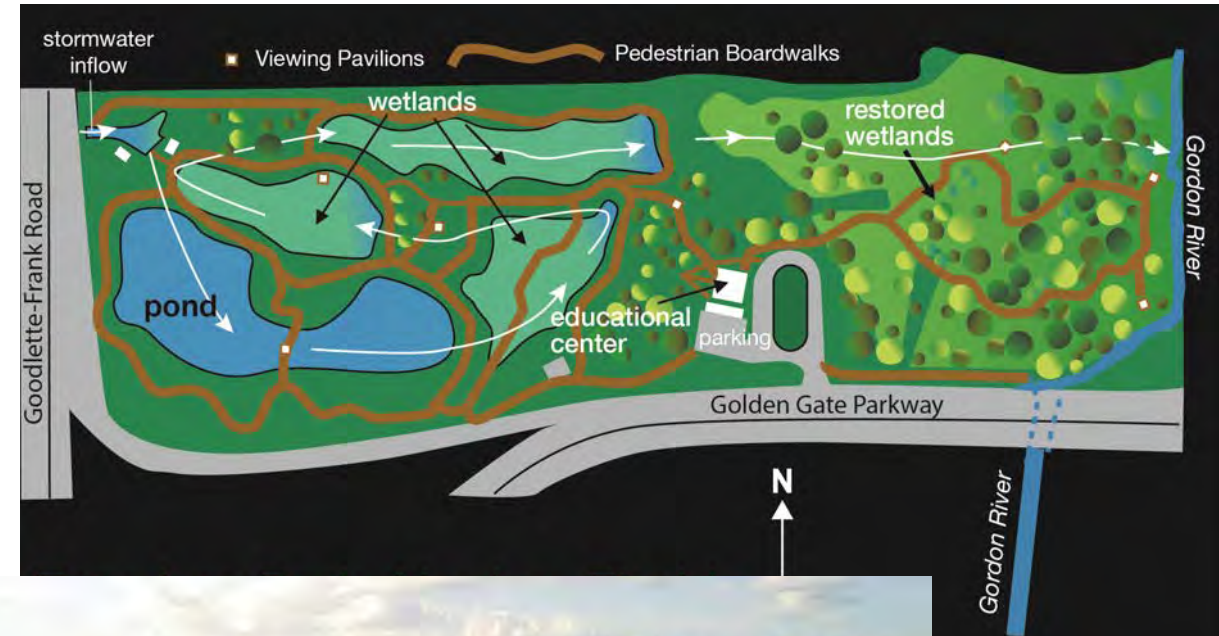 stormwater
inflow
Viewing Pavilions
Pedestrian Boardwalks
wetlands
restored
wetlands
Gordon River
Goodlette-Frank Road
pond
educational
center
parking
Golden Gate Parkway
N
Gordon River